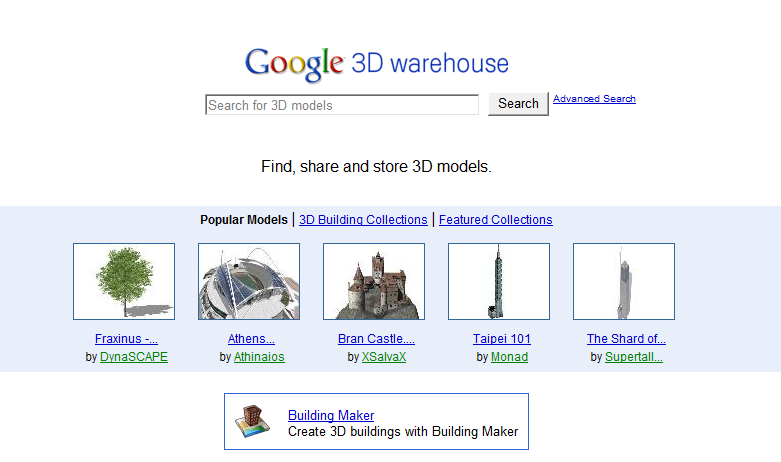 Google 3D warehouse
Search for 3D models Search Advanced Search
Find, share and store 3D models.
Popular Models | 3D Building Collections | Featured Collections
Fraxinus -... Athens... Bran Castle.... Taipei 101 The Shard of...
by DynaSCAPE by Athinaios by XSalvaX by Monad by Supertall...
Building Maker
Create 3D buildings with Building Maker